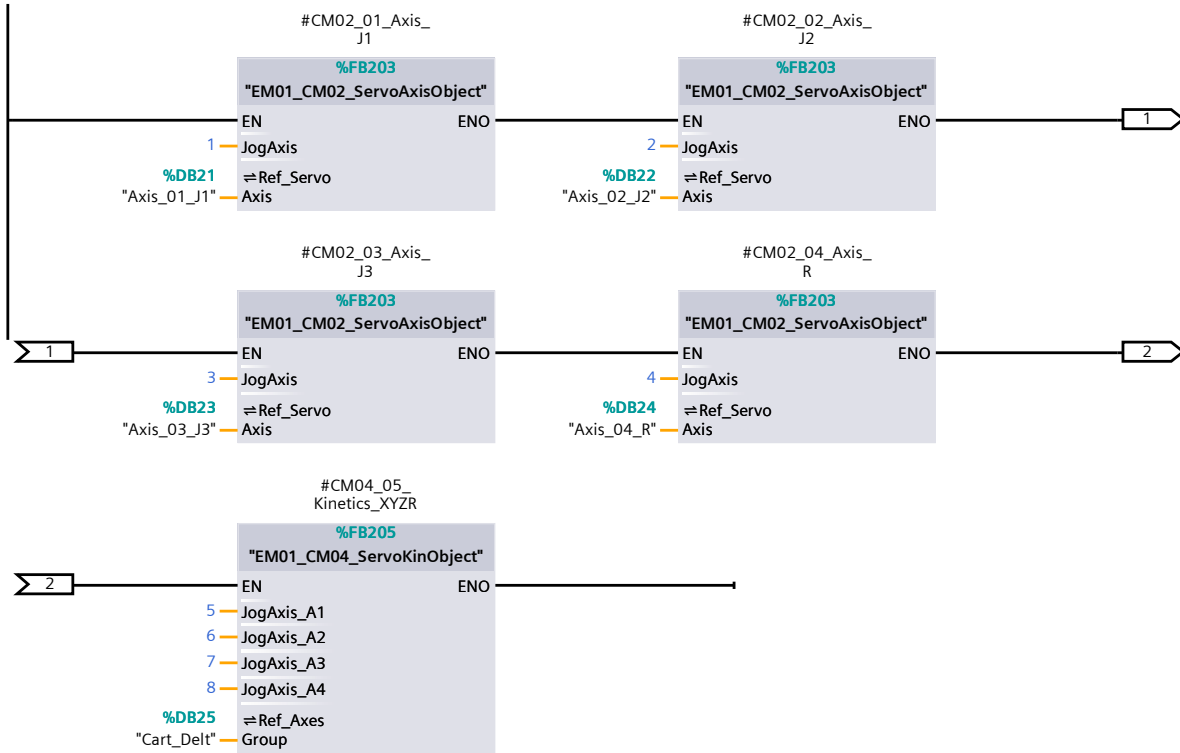 #CM02_01_Axis_
J1
%FB203
"EM01_CM02_ServoAxisObject"
EN ENO
1 JogAxis
%DB21 ⇌Ref_Servo
"Axis_01_J1" Axis
#CM02_02_Axis_
J2
%FB203
"EM01_CM02_ServoAxisObject"
EN ENO
2 JogAxis
%DB22 ⇌Ref_Servo
"Axis_02_J2" Axis
1
#CM02_03_Axis_
J3
%FB203
"EM01_CM02_ServoAxisObject"
1 EN ENO
3 JogAxis
%DB23 ⇌Ref_Servo
"Axis_03_J3" Axis
#CM02_04_Axis_
R
%FB203
"EM01_CM02_ServoAxisObject"
EN ENO
4 JogAxis
%DB24 ⇌Ref_Servo
"Axis_04_R" Axis
2
#CM04_05_
Kinetics_XYZR
%FB205
"EM01_CM04_ServoKinObject"
2 EN ENO
5 JogAxis_A1
6 JogAxis_A2
7 JogAxis_A3
8 JogAxis_A4
%DB25 ⇌Ref_Axes
"Cart_Delt" Group